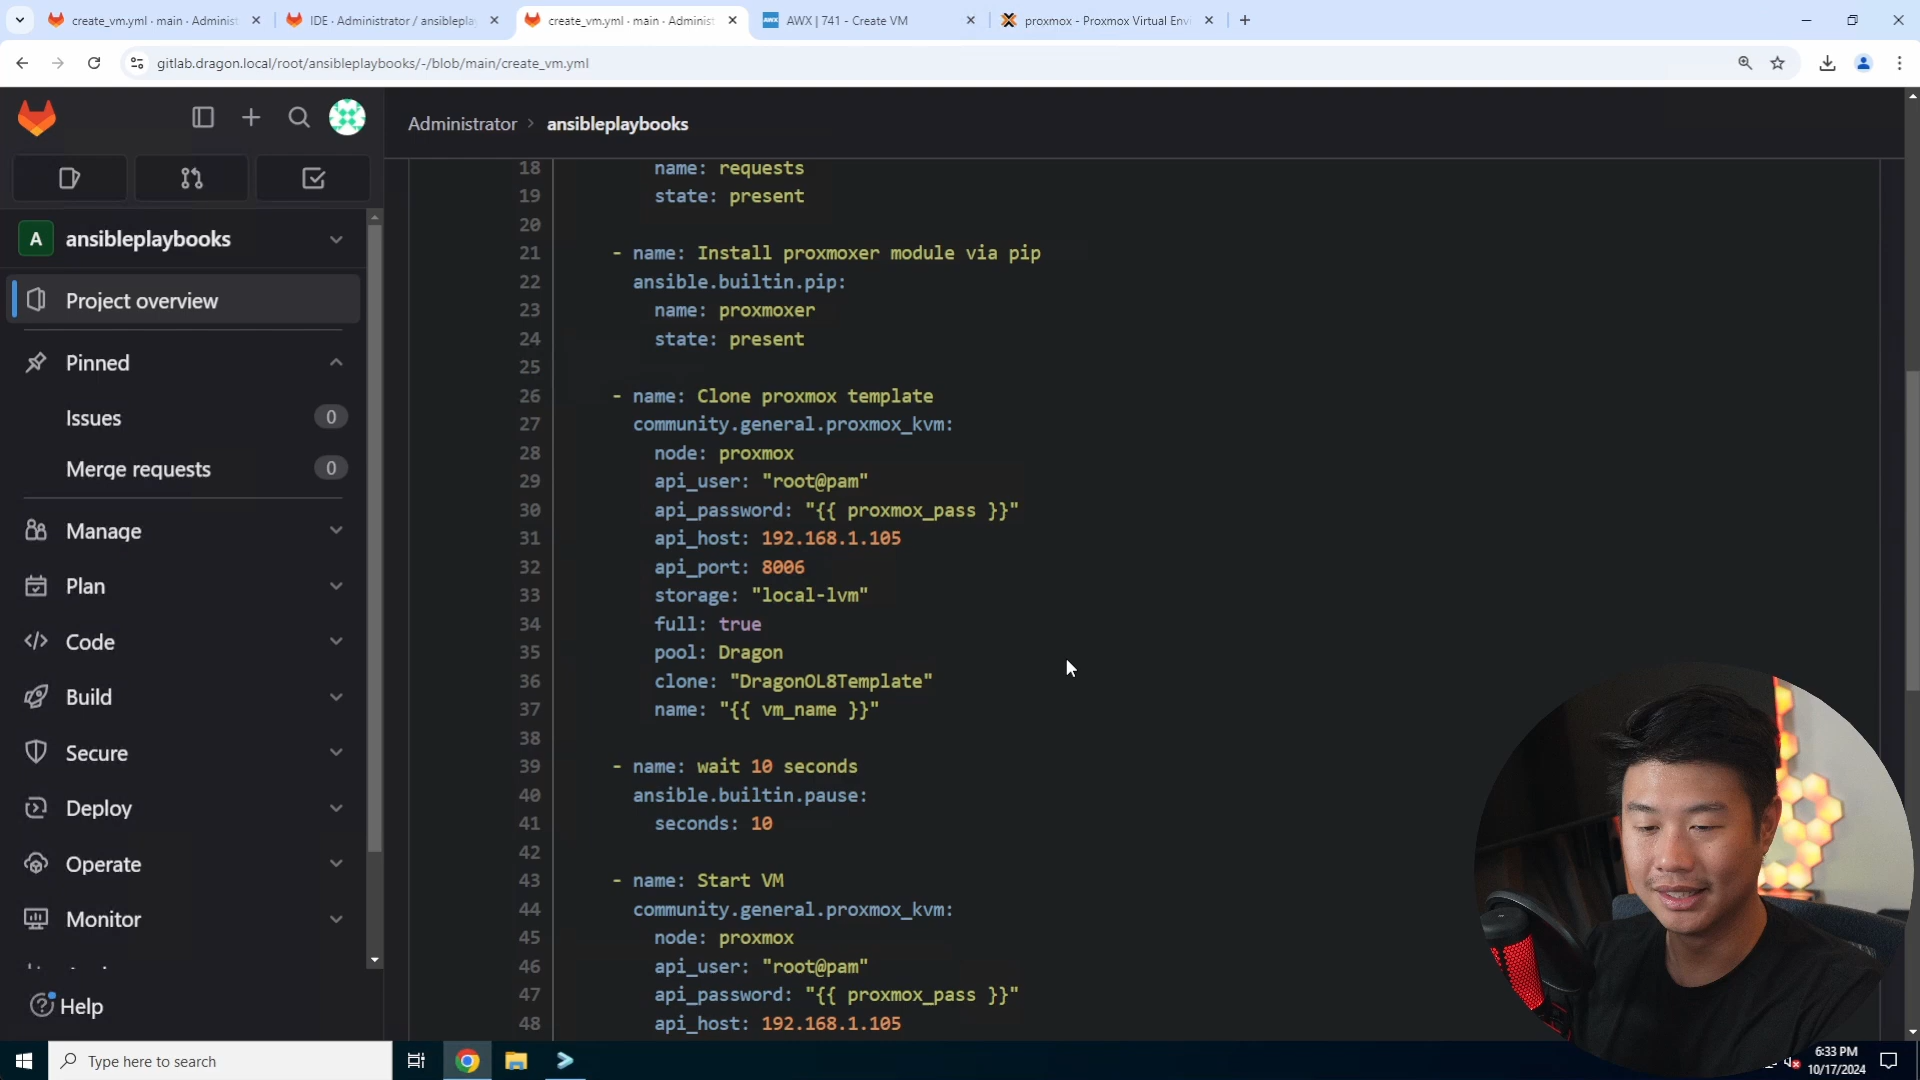 create_vm.yml · main · Adminis
IDE · Administrator / ansiblepla
create_vm.yml · main · Adminis
AWX | 741 - Create VM
proxmox - Proxmox Virtual Envi
gitlab.dragon.local/root/ansibleplaybooks/-/blob/main/create_vm.yml
Administrator › ansibleplaybooks
A ansibleplaybooks
Project overview
Pinned
Issues 0
Merge requests 0
Manage
Plan
Code
Build
Secure
Deploy
Operate
Monitor
Help
18 name: requests
19 state: present
20
21 - name: Install proxmoxer module via pip
22 ansible.builtin.pip:
23 name: proxmoxer
24 state: present
25
26 - name: Clone proxmox template
27 community.general.proxmox_kvm:
28 node: proxmox
29 api_user: "root@pam"
30 api_password: "{{ proxmox_pass }}"
31 api_host: 192.168.1.105
32 api_port: 8006
33 storage: "local-lvm"
34 full: true
35 pool: Dragon
36 clone: "DragonOL8Template"
37 name: "{{ vm_name }}"
38
39 - name: wait 10 seconds
40 ansible.builtin.pause:
41 seconds: 10
42
43 - name: Start VM
44 community.general.proxmox_kvm:
45 node: proxmox
46 api_user: "root@pam"
47 api_password: "{{ proxmox_pass }}"
48 api_host: 192.168.1.105
Type here to search
6:33 PM
10/17/2024